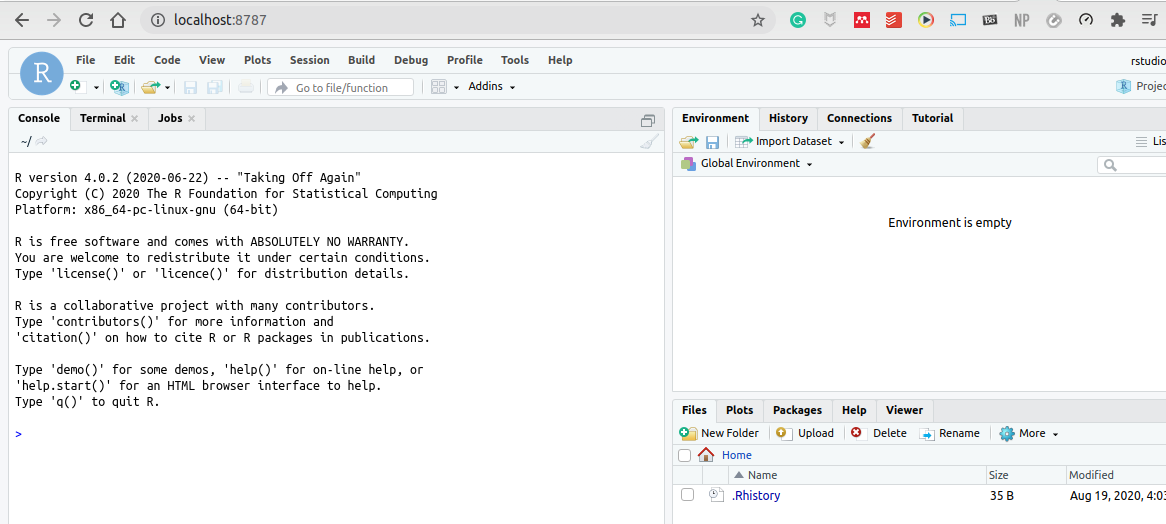 localhost:8787
R
File Edit Code View Plots Session Build Debug Profile Tools Help
rstudio
Go to file/function
Addins
Projec
Console Terminal Jobs
~/
R version 4.0.2 (2020-06-22) -- "Taking Off Again"
Copyright (C) 2020 The R Foundation for Statistical Computing
Platform: x86_64-pc-linux-gnu (64-bit)
R is free software and comes with ABSOLUTELY NO WARRANTY.
You are welcome to redistribute it under certain conditions.
Type 'license()' or 'licence()' for distribution details.
R is a collaborative project with many contributors.
Type 'contributors()' for more information and
'citation()' on how to cite R or R packages in publications.
Type 'demo()' for some demos, 'help()' for on-line help, or
'help.start()' for an HTML browser interface to help.
Type 'q()' to quit R.
>
Environment History Connections Tutorial
Import Dataset
Lis
Global Environment
Environment is empty
Files Plots Packages Help Viewer
New Folder Upload Delete Rename More
Home
Name Size Modified
.Rhistory 35 B Aug 19, 2020, 4:03